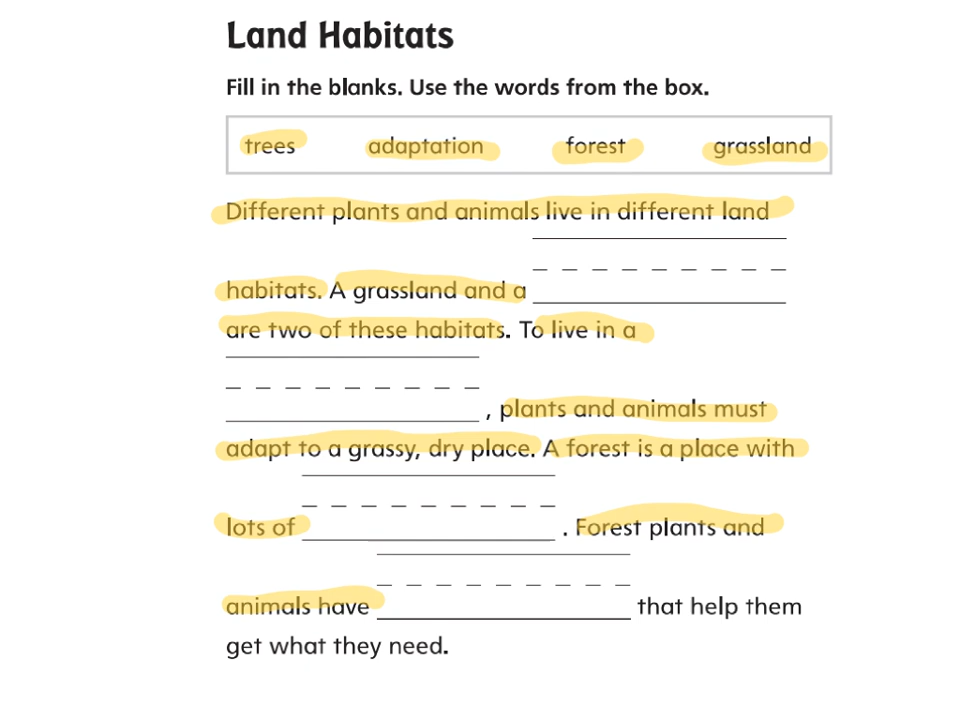 Land Habitats
Fill in the blanks. Use the words from the box.
trees adaptation forest grassland
Different plants and animals live in different land
habitats. A grassland and a
are two of these habitats. To live in a
, plants and animals must
adapt to a grassy, dry place. A forest is a place with
lots of . Forest plants and
animals have that help them
get what they need.